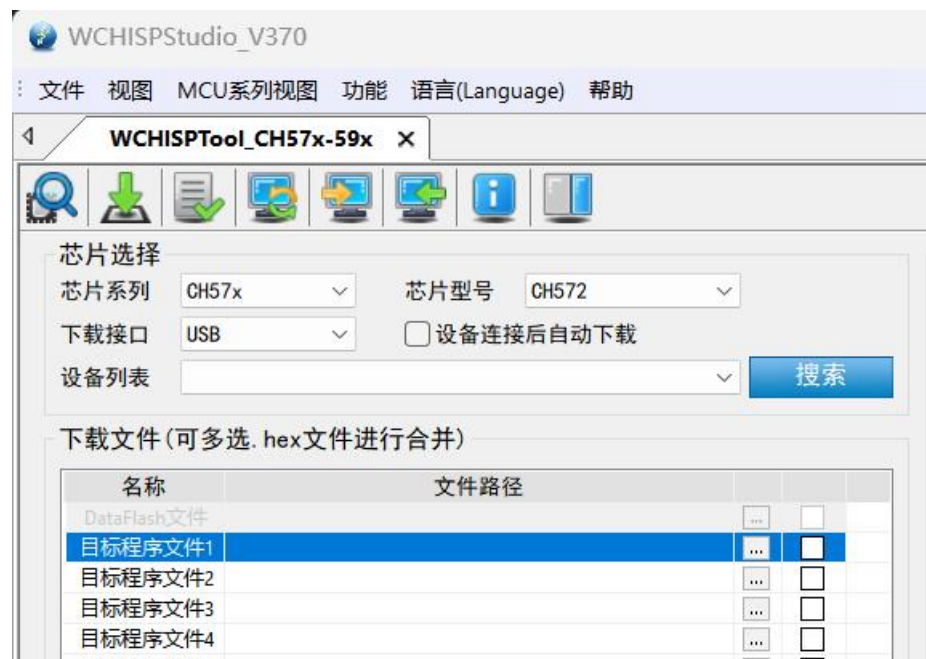 WCHISPStudio_V370
文件 视图 MCU系列视图 功能 语言(Language) 帮助
WCHISPTool_CH57x-59x
芯片选择
芯片系列 CH57x 芯片型号 CH572
下载接口 USB 设备连接后自动下载
设备列表 搜索
下载文件(可多选.hex文件进行合并)
名称 文件路径
DataFlash文件 ...
目标程序文件1 ...
目标程序文件2 ...
目标程序文件3 ...
目标程序文件4 ...